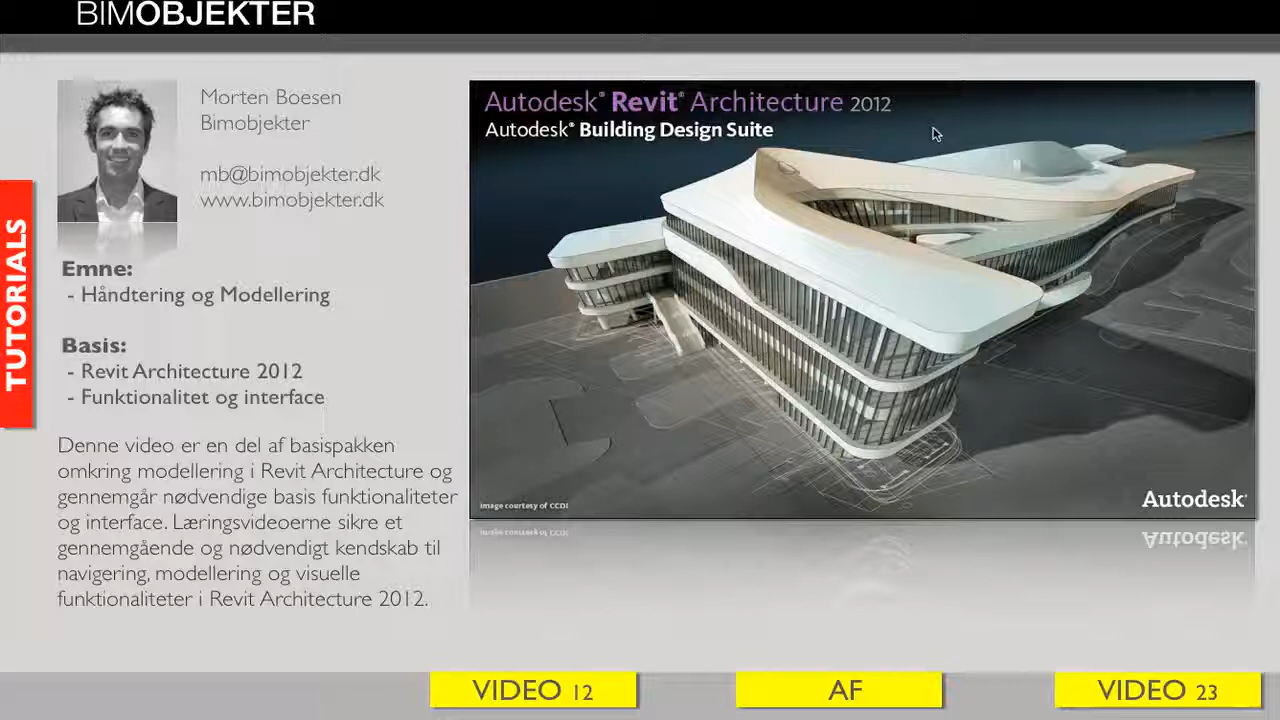 BIMOBJEKTER
Morten Boesen
Bimobjekter
mb@bimobjekter.dk
www.bimobjekter.dk
TUTORIALS
Emne:
- Håndtering og Modellering
Basis:
- Revit Architecture 2012
- Funktionalitet og interface
Denne video er en del af basispakken
omkring modellering i Revit Architecture og
gennemgår nødvendige basis funktionaliteter
og interface. Læringsvideoerne sikre et
gennemgående og nødvendigt kendskab til
navigering, modellering og visuelle
funktionaliteter i Revit Architecture 2012.
Autodesk® Revit® Architecture 2012
Autodesk® Building Design Suite
Image courtesy of CCDI
Autodesk®
VIDEO 12
AF
VIDEO 23